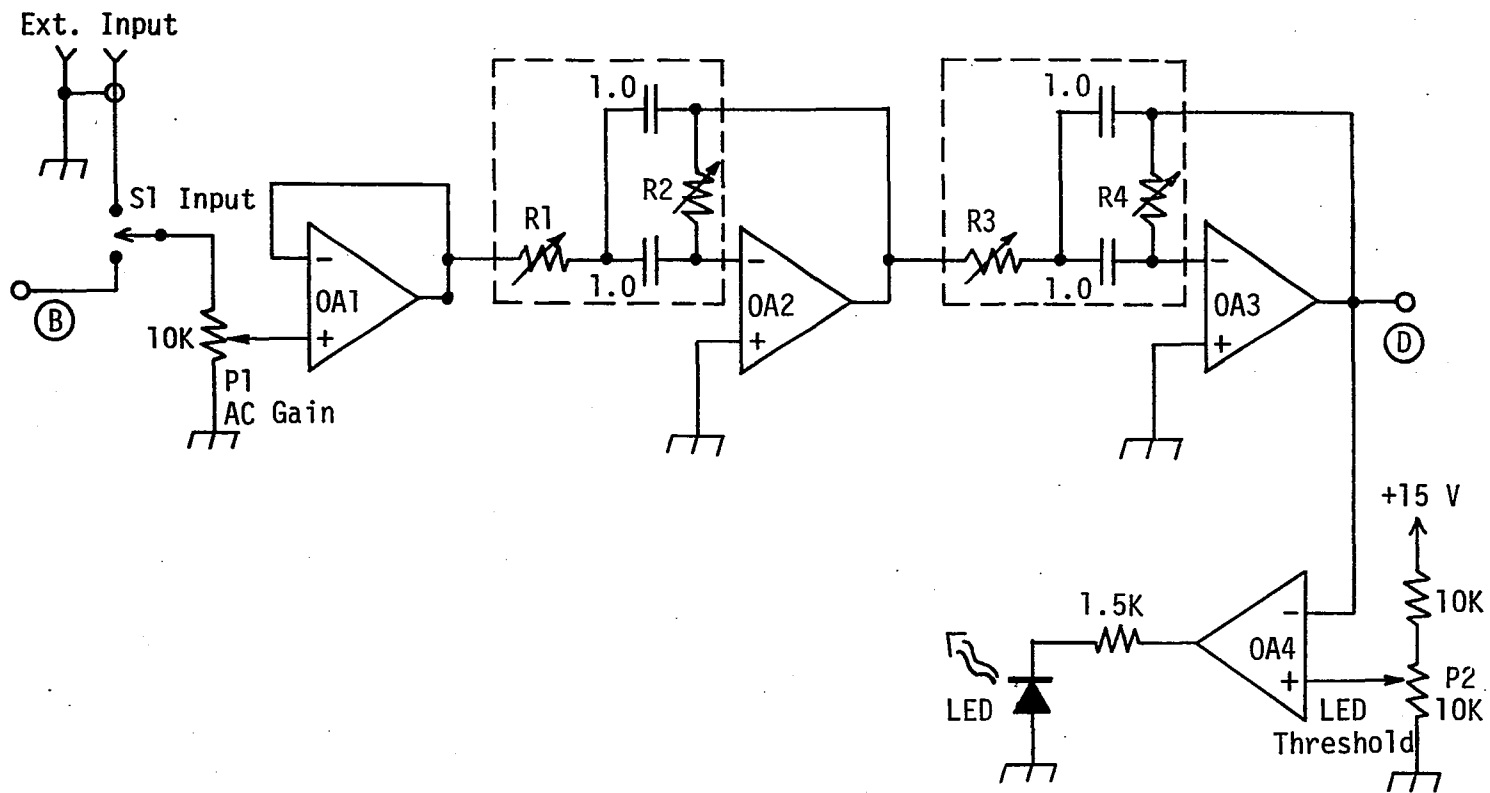 Ext. Input
S1 Input
B
10K
P1
AC Gain
OA1
R1
1.0
1.0
R2
OA2
R3
1.0
1.0
R4
OA3
D
+15 V
10K
P2
10K
LED
Threshold
OA4
1.5K
LED